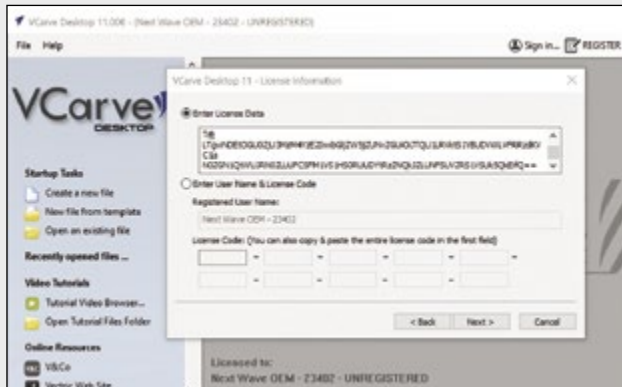 VCarve Desktop 11.006 - (Next Wave OEM - 23402 - UNREGISTERED)
File Help
Sign in... REGISTER
VCarve
DESKTOP
Startup Tasks
Create a new file
New file from template
Open an existing file
Recently opened files ...
Video Tutorials
Tutorial Video Browser...
Open Tutorial Files Folder
Online Resources
V&Co
Vectric Web Site
VCarve Desktop 11 - License Information
Enter License Data
Enter User Name & License Code
Registered User Name:
Next Wave OEM - 23402
License Code: (You can also copy & paste the entire license code in the first field)
< Back Next > Cancel
Licensed to:
Next Wave OEM - 23402 - UNREGISTERED